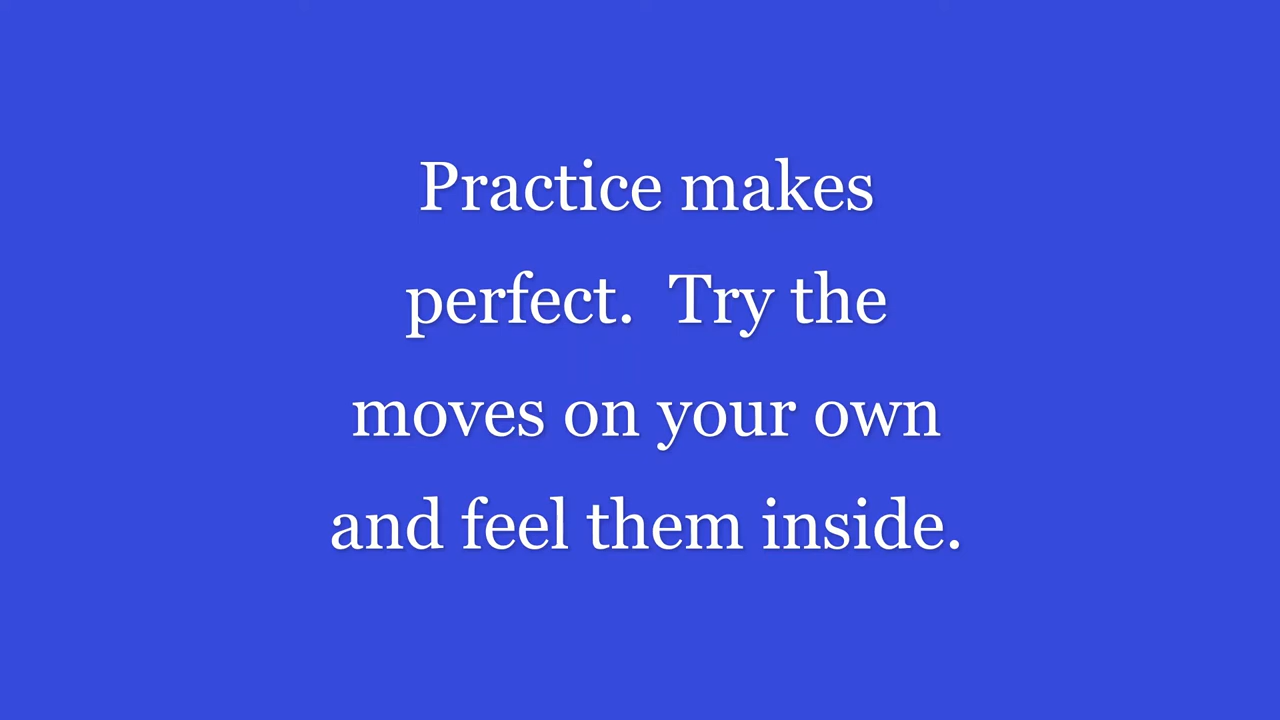 Practice makes
perfect.  Try the
moves on your own
and feel them inside.